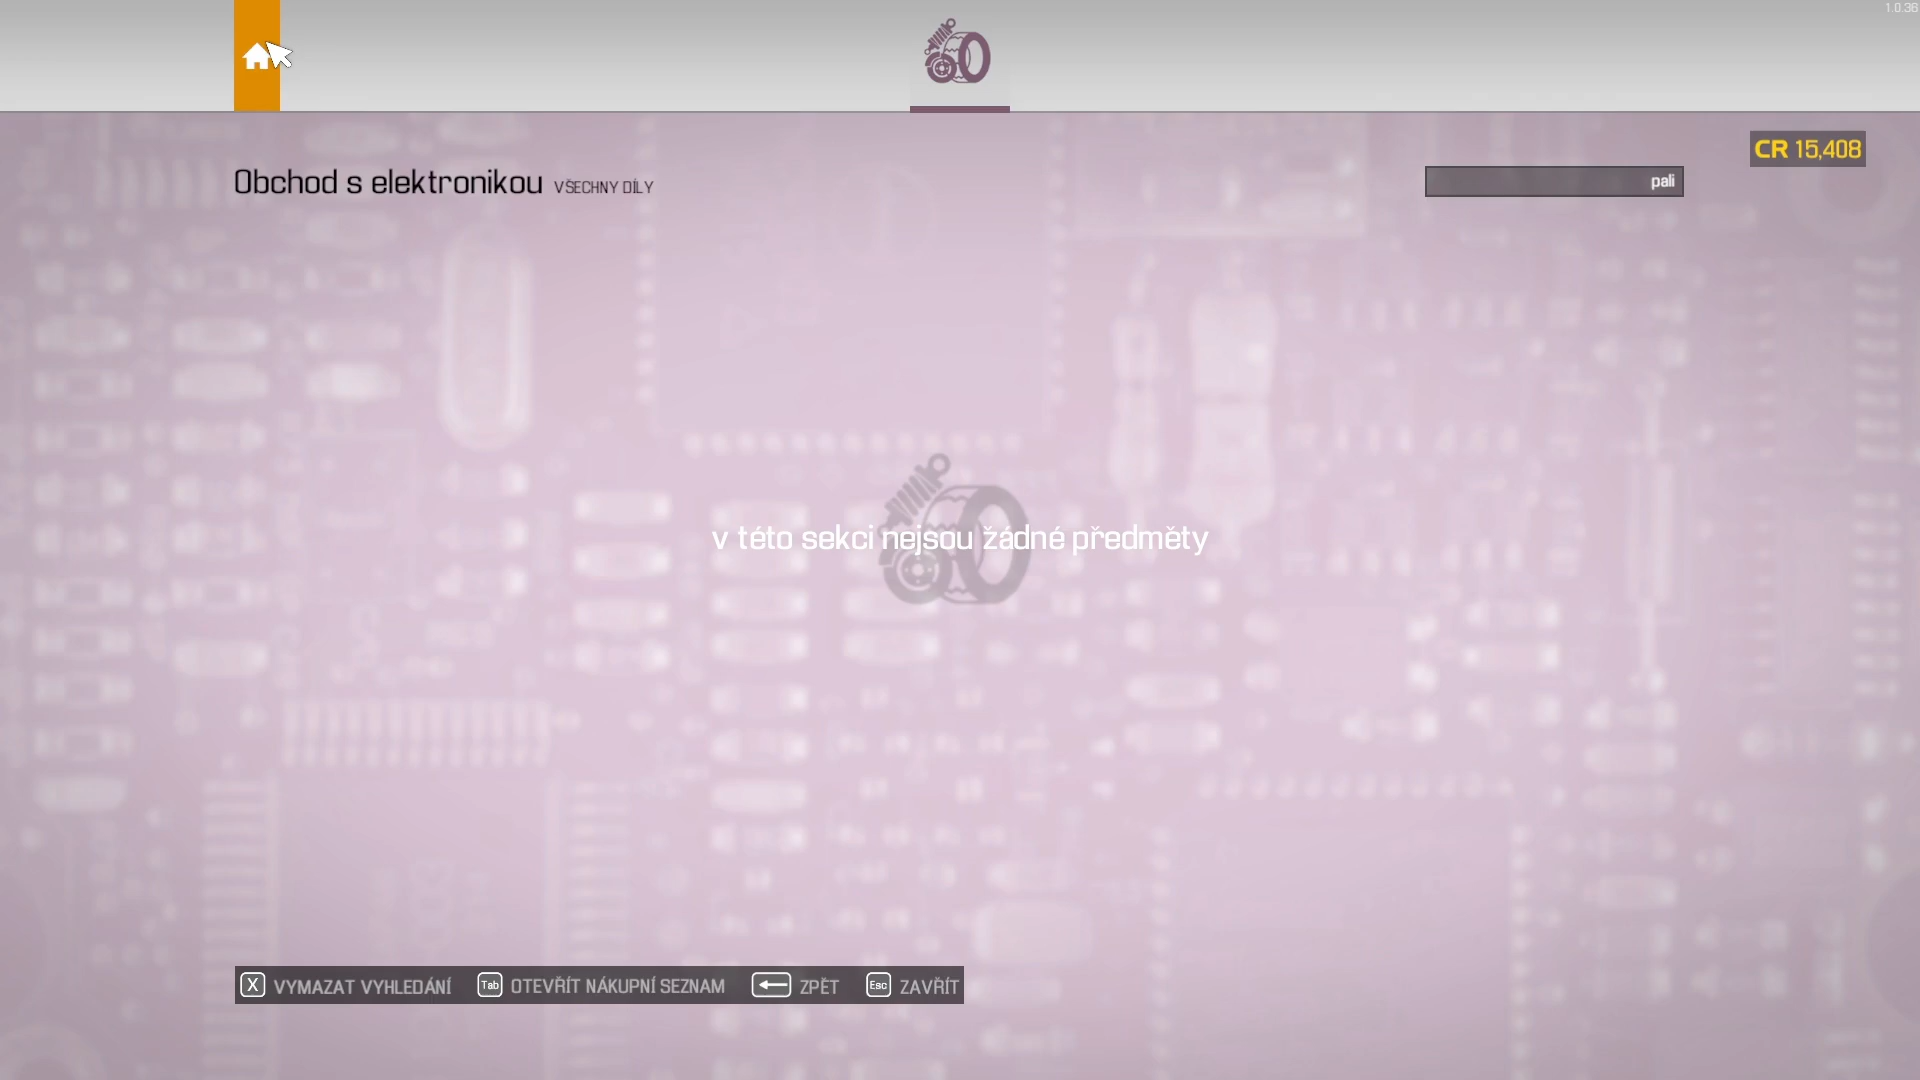 1.0.36
CR 15,408
Obchod s elektronikou VŠECHNY DÍLY
pali
v této sekci nejsou žádné předměty
X VYMAZAT VYHLEDÁNÍ Tab OTEVŘÍT NÁKUPNÍ SEZNAM ZPĚT Esc ZAVŘÍT